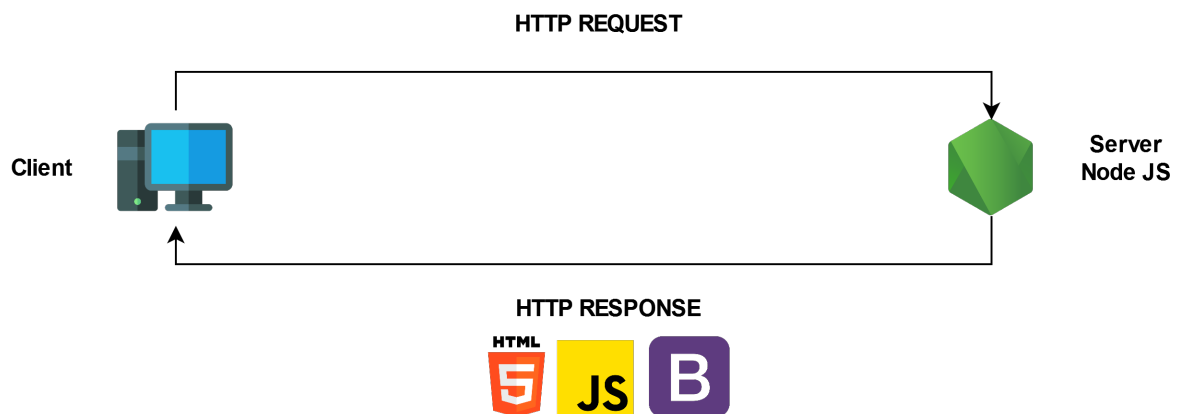 HTTP REQUEST
Client
Server
Node JS
HTTP RESPONSE
HTML
5
JS
B